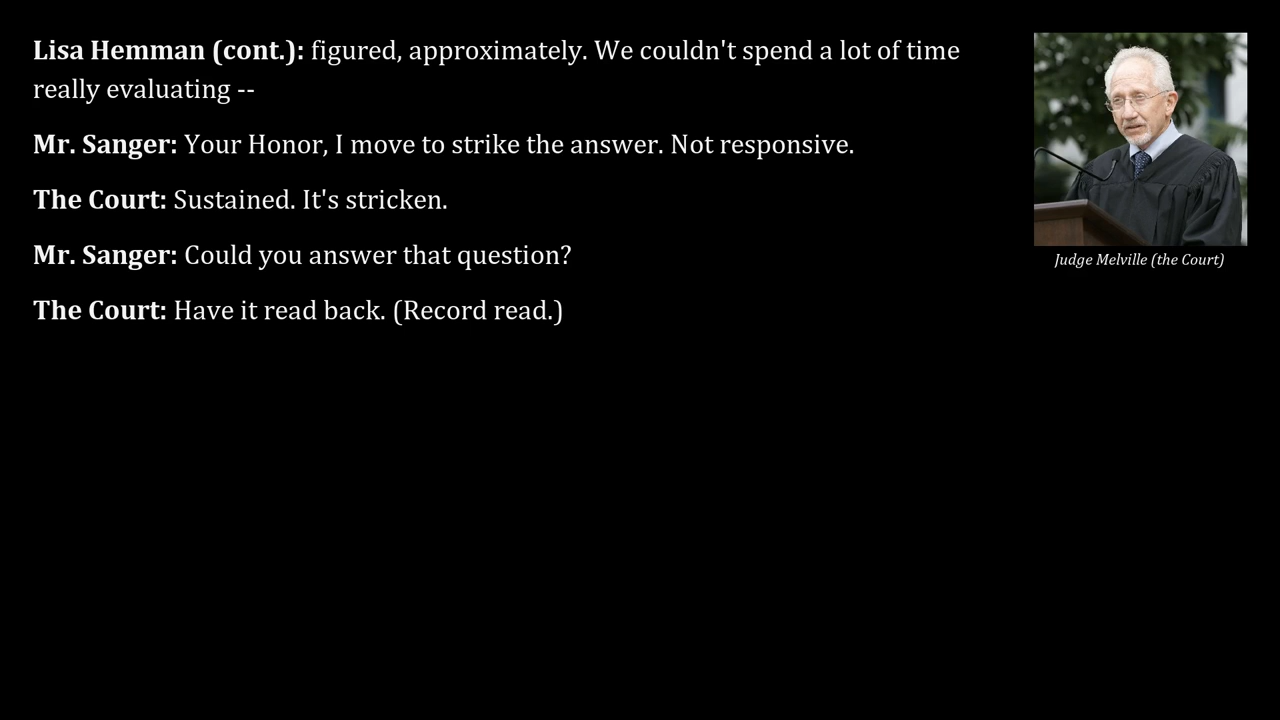 Lisa Hemman (cont.): figured, approximately. We couldn't spend a lot of time
really evaluating --
Mr. Sanger: Your Honor, I move to strike the answer. Not responsive.
The Court: Sustained. It's stricken.
Mr. Sanger: Could you answer that question?
The Court: Have it read back. (Record read.)
Judge Melville (the Court)